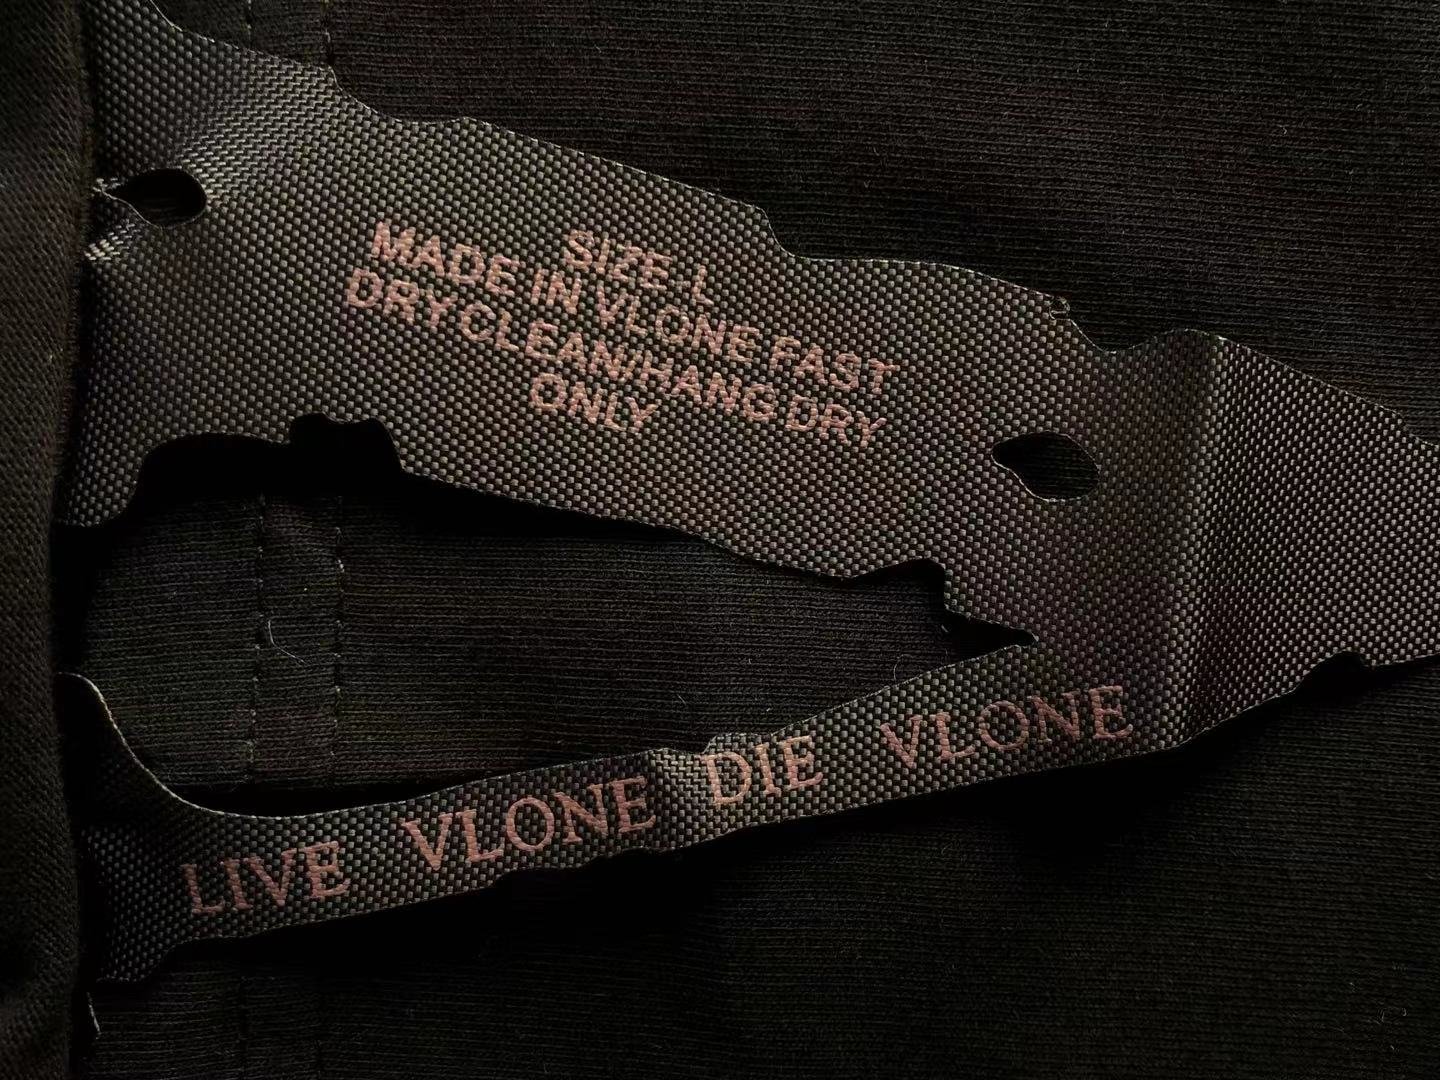 SIZE L
MADE IN VLONE FAST
DRY CLEAN/HANG DRY
ONLY
LIVE VLONE DIE VLONE